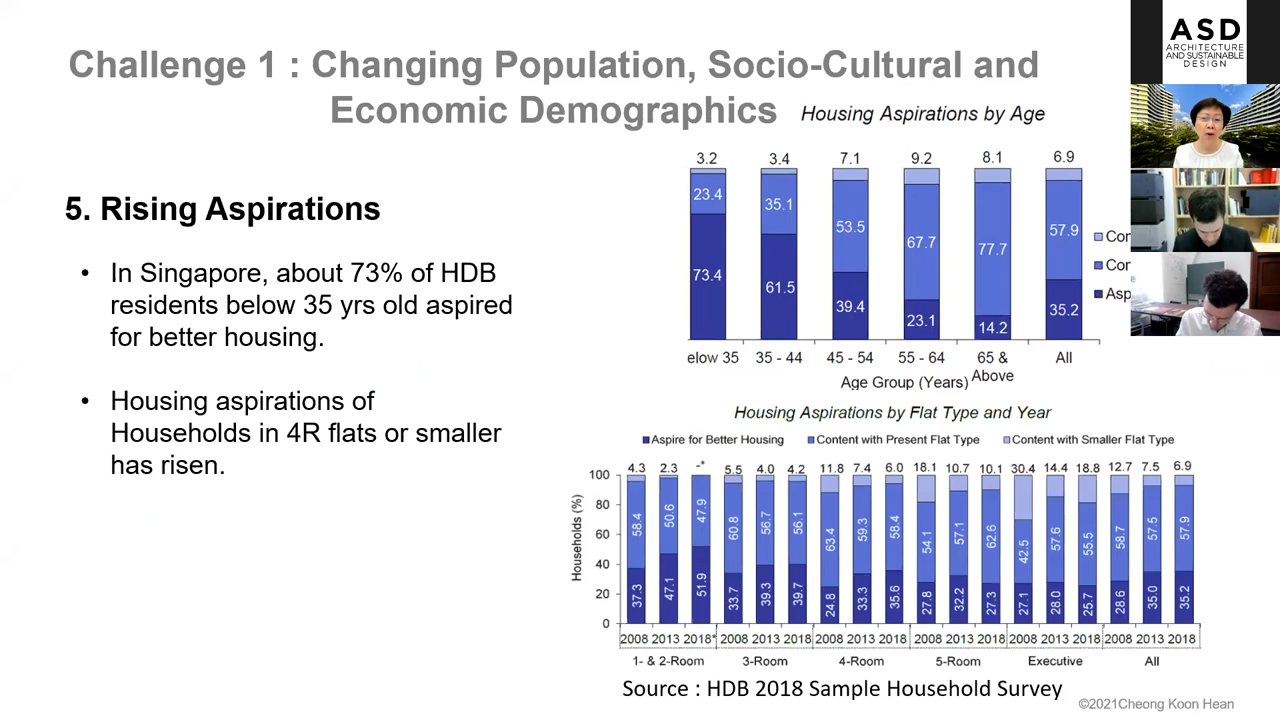 Challenge 1 : Changing Population, Socio-Cultural and
Economic Demographics
5. Rising Aspirations
• In Singapore, about 73% of HDB
residents below 35 yrs old aspired
for better housing.
• Housing aspirations of
Households in 4R flats or smaller
has risen.
Housing Aspirations by Age
3.2 3.4 7.1 9.2 8.1 6.9
23.4 35.1 53.5 67.7 77.7 57.9
73.4 61.5 39.4 23.1 14.2 35.2
elow 35 35 - 44 45 - 54 55 - 64 65 & Above All
Age Group (Years)
Con
Con
Asp
Housing Aspirations by Flat Type and Year
Aspire for Better Housing Content with Present Flat Type Content with Smaller Flat Type
Households (%)
100
80
60
40
20
0
4.3 2.3 -* 5.5 4.0 4.2 11.8 7.4 6.0 18.1 10.7 10.1 30.4 14.4 18.8 12.7 7.5 6.9
58.4 50.6 47.9 60.8 56.7 56.1 63.4 59.3 58.4 54.1 57.1 62.6 42.5 57.6 55.5 58.7 57.5 57.9
37.3 47.1 51.9 33.7 39.3 39.7 24.8 33.3 35.6 27.8 32.2 27.3 27.1 28.0 25.7 28.6 35.0 35.2
2008 2013 2018* 2008 2013 2018 2008 2013 2018 2008 2013 2018 2008 2013 2018 2008 2013 2018
1- & 2-Room 3-Room 4-Room 5-Room Executive All
Source : HDB 2018 Sample Household Survey
©2021Cheong Koon Hean
ASD
ARCHITECTURE
AND SUSTAINABLE
DESIGN